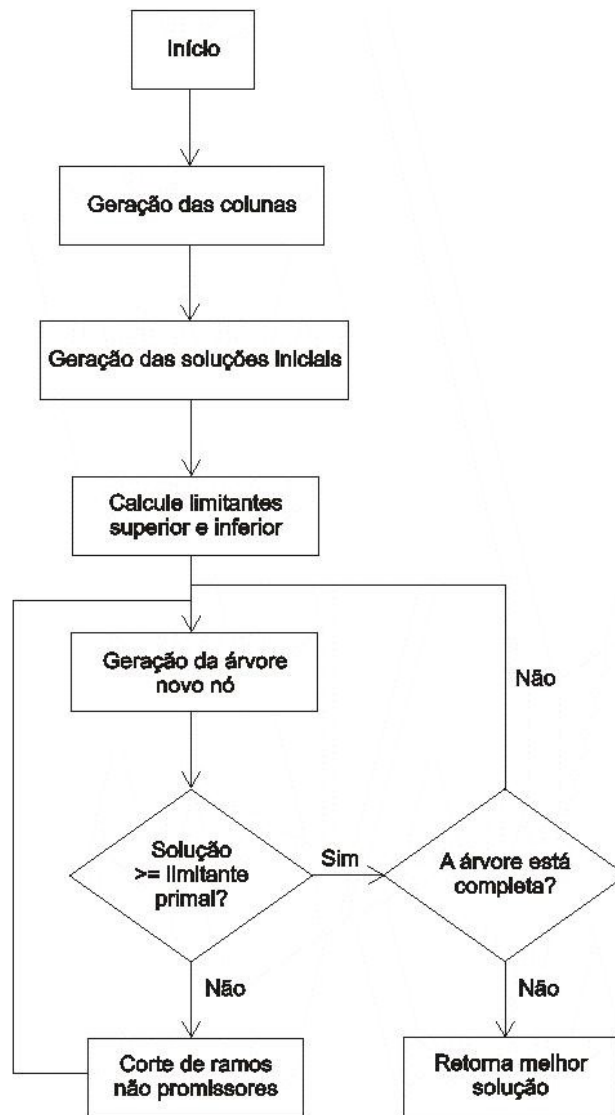 Início
Geração das colunas
Geração das soluções iniciais
Calcule limitantes
superior e inferior
Geração da árvore
novo nó
Não
Solução
>= limitante
primal?
Sim
A árvore está
completa?
Não
Não
Corte de ramos
não promissores
Retorna melhor
solução